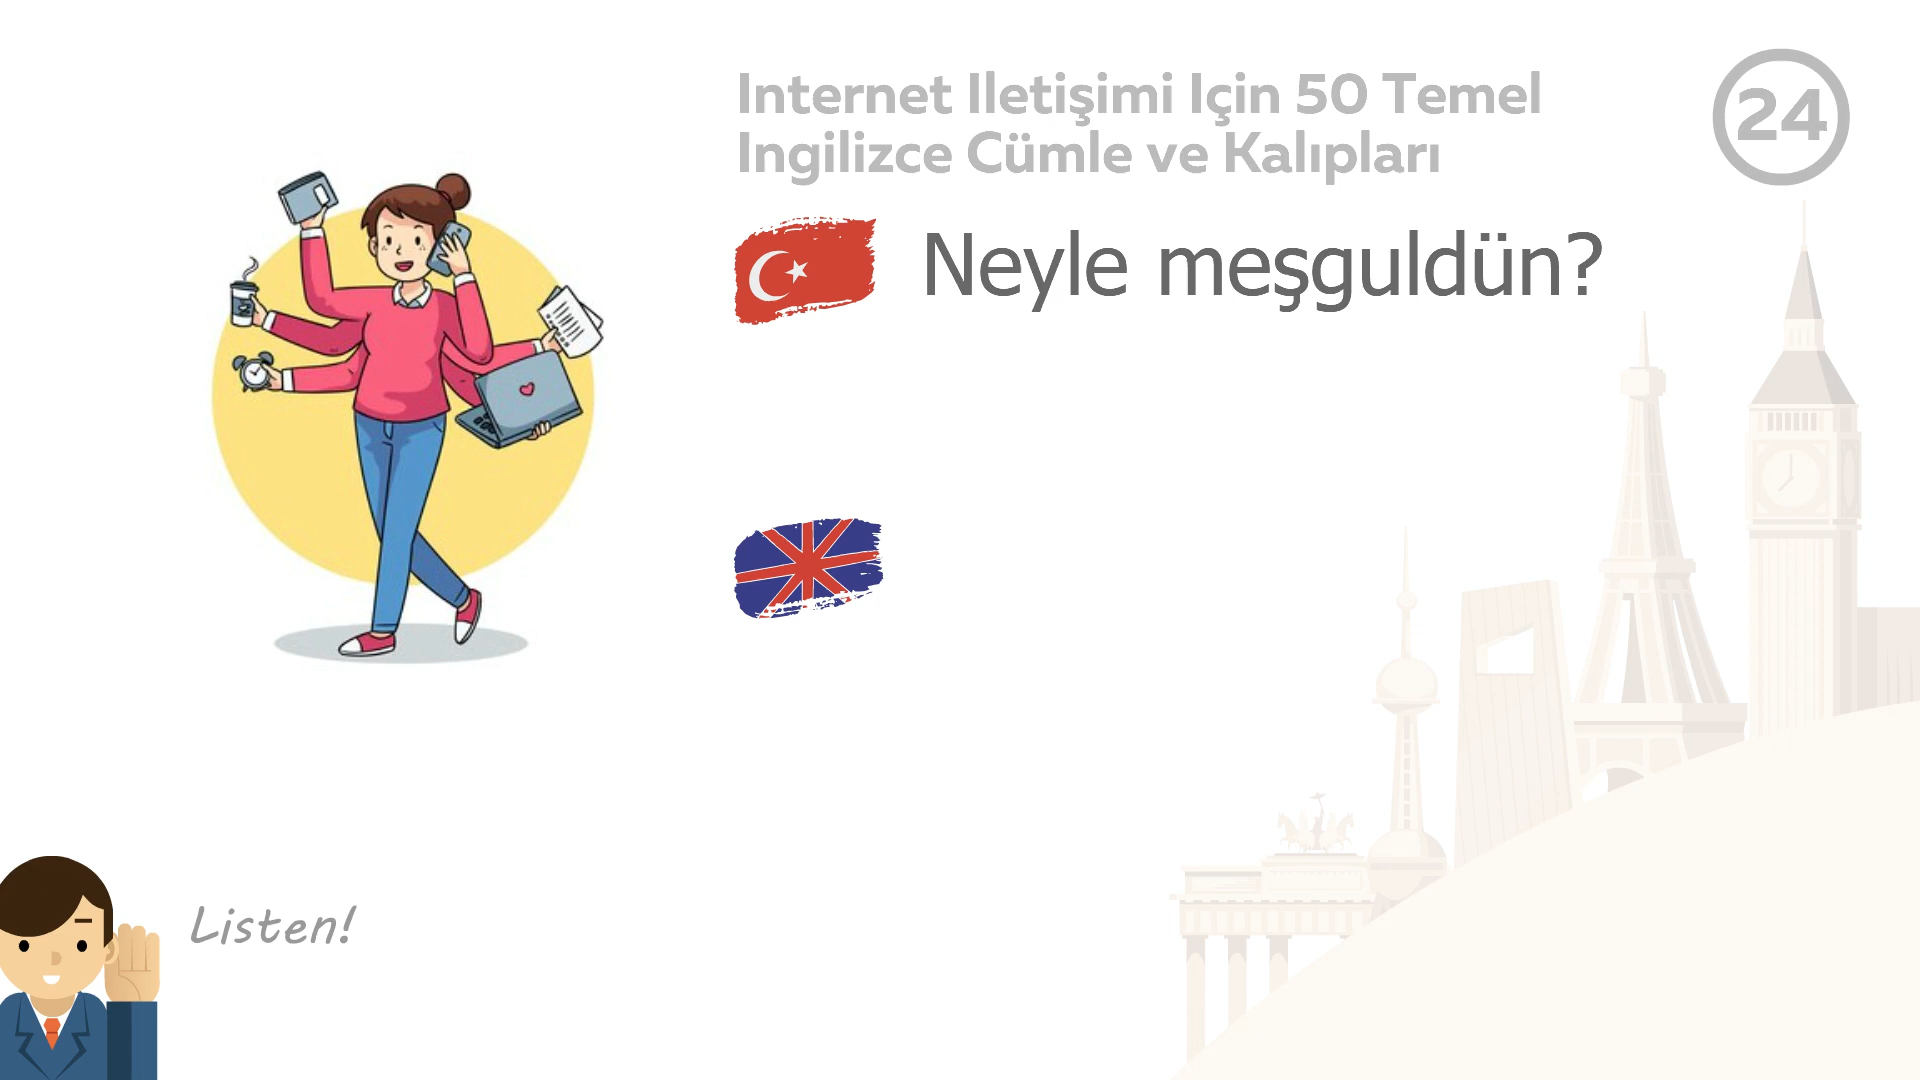 Internet Iletişimi Için 50 Temel
Ingilizce Cümle ve Kalıpları
24
Neyle meşguldün?
Listen!